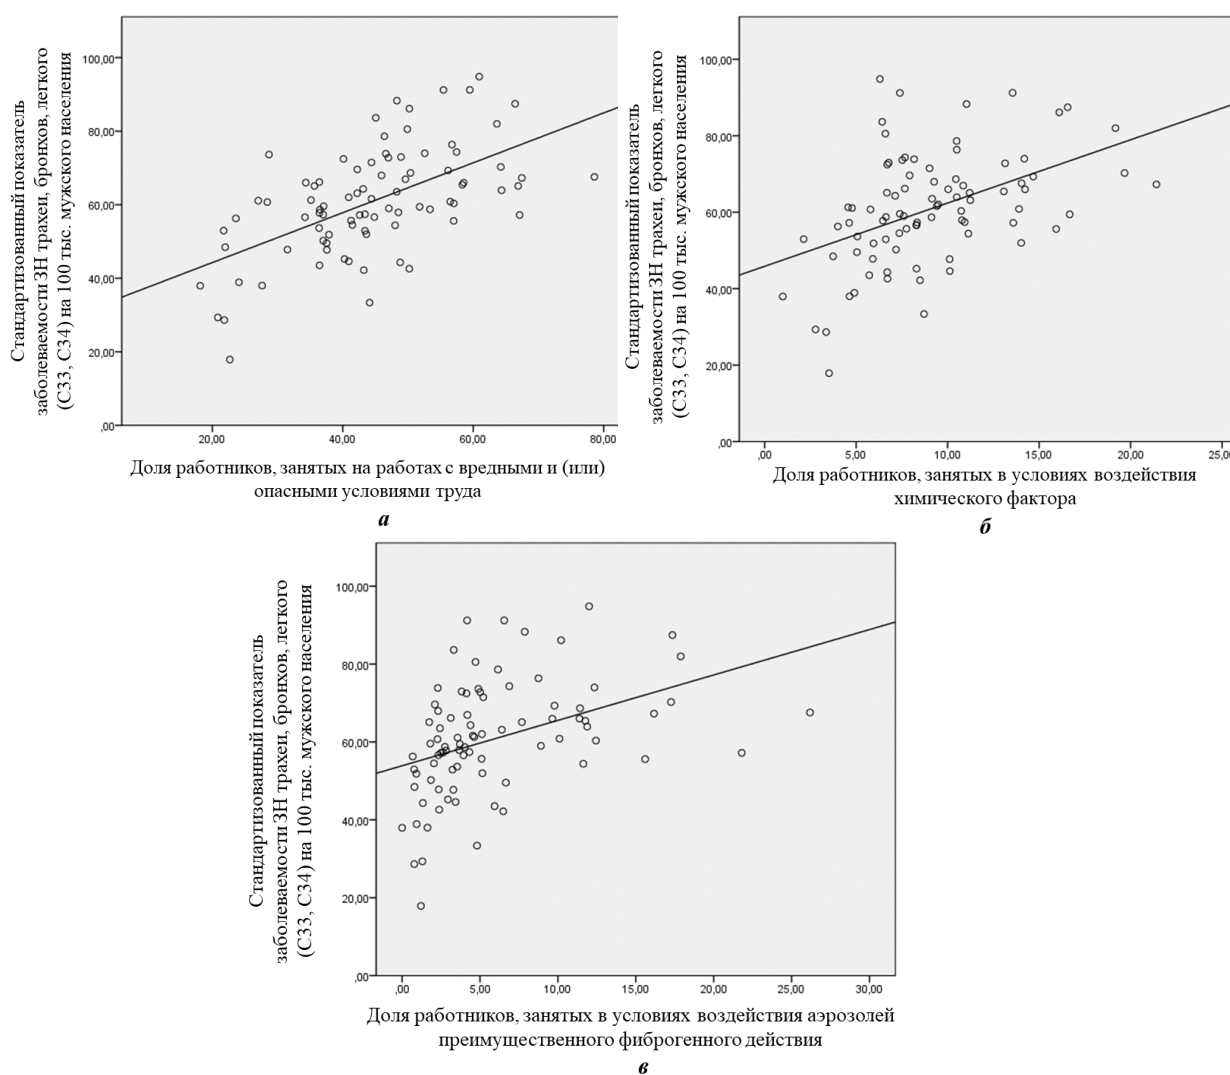 Стандартизованный показатель
заболеваемости ЗН трахеи, бронхов, легкого
(С33, С34) на 100 тыс. мужского населения
100,00
80,00
60,00
40,00
20,00
,00
20,00
40,00
60,00
80,00
Доля работников, занятых на работах с вредными и (или)
опасными условиями труда
а
Стандартизованный показатель
заболеваемости ЗН трахеи, бронхов, легкого
(С33, С34) на 100 тыс. мужского населения
100,00
80,00
60,00
40,00
20,00
,00
,00
5,00
10,00
15,00
20,00
25,00
Доля работников, занятых в условиях воздействия
химического фактора
б
Стандартизованный показатель
заболеваемости ЗН трахеи, бронхов, легкого
(С33, С34) на 100 тыс. мужского населения
100,00
80,00
60,00
40,00
20,00
,00
,00
5,00
10,00
15,00
20,00
25,00
30,00
Доля работников, занятых в условиях воздействия аэрозолей
преимущественного фиброгенного действия
в